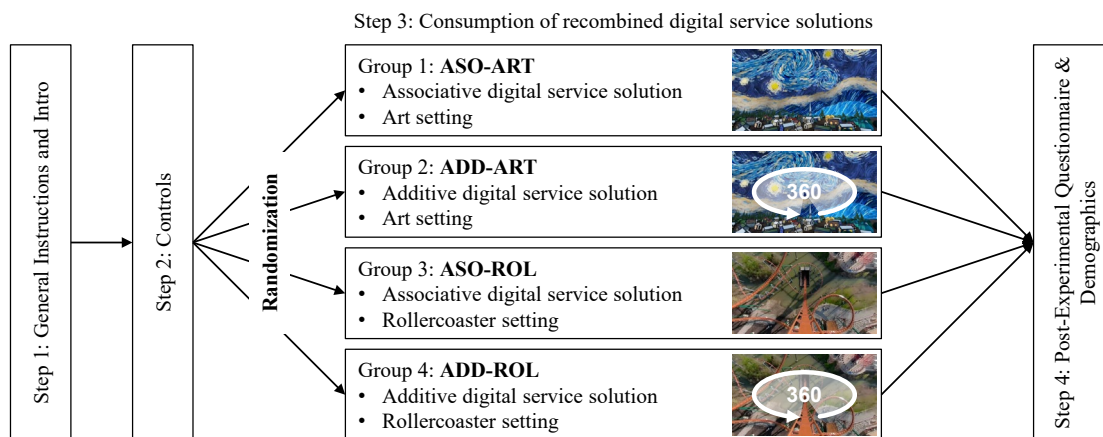 Step 3: Consumption of recombined digital service solutions
Step 1: General Instructions and Intro
Step 2: Controls
Randomization
Group 1: ASO-ART
• Associative digital service solution
• Art setting
Group 2: ADD-ART
• Additive digital service solution
• Art setting
360
Group 3: ASO-ROL
• Associative digital service solution
• Rollercoaster setting
Group 4: ADD-ROL
• Additive digital service solution
• Rollercoaster setting
360
Step 4: Post-Experimental Questionnaire &
Demographics